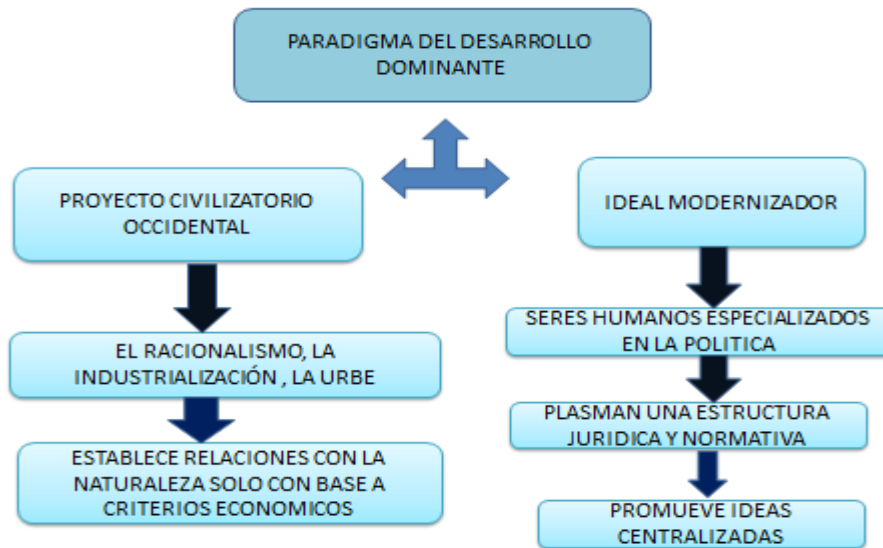 PARADIGMA DEL DESARROLLO
DOMINANTE
PROYECTO CIVILIZATORIO
OCCIDENTAL
EL RACIONALISMO, LA
INDUSTRIALIZACIÓN , LA URBE
ESTABLECE RELACIONES CON LA
NATURALEZA SOLO CON BASE A
CRITERIOS ECONOMICOS
IDEAL MODERNIZADOR
SERES HUMANOS ESPECIALIZADOS
EN LA POLITICA
PLASMAN UNA ESTRUCTURA
JURIDICA Y NORMATIVA
PROMUEVE IDEAS
CENTRALIZADAS